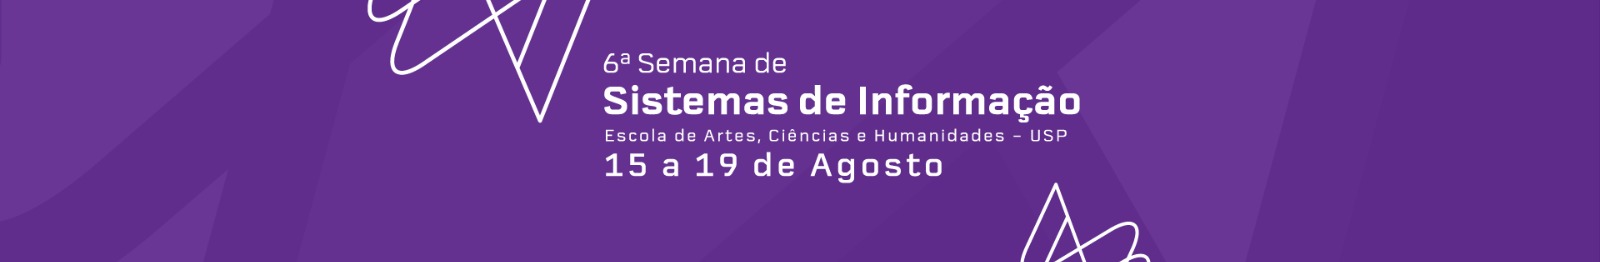 6ª Semana de
Sistemas de Informação
Escola de Artes, Ciências e Humanidades – USP
15 a 19 de Agosto